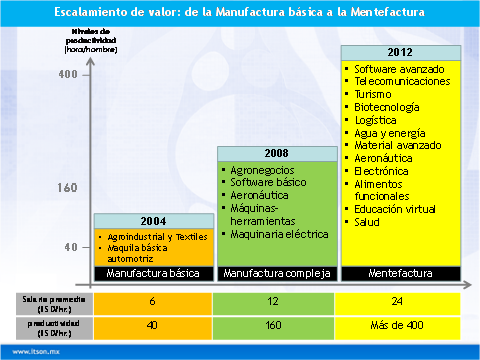 Escalamiento de valor: de la Manufactura básica a la Mentefactura
Niveles de
productividad
(hora/hombre)
400
160
40
2004
Agroindustrial y Textiles
Maquila básica
automotriz
Manufactura básica
2008
Agronegocios
Software básico
Aeronáutica
Máquinas-
herramientas
Maquinaria eléctrica
Manufactura compleja
2012
Software avanzado
Telecomunicaciones
Turismo
Biotecnología
Logística
Agua y energía
Material avanzado
Aeronáutica
Electrónica
Alimentos
funcionales
Educación virtual
Salud
Mentefactura
Salario promedio 6 12 24
(USD/hr.)
productividad 40 160 Más de 400
(USD/hr.)
www.itson.mx